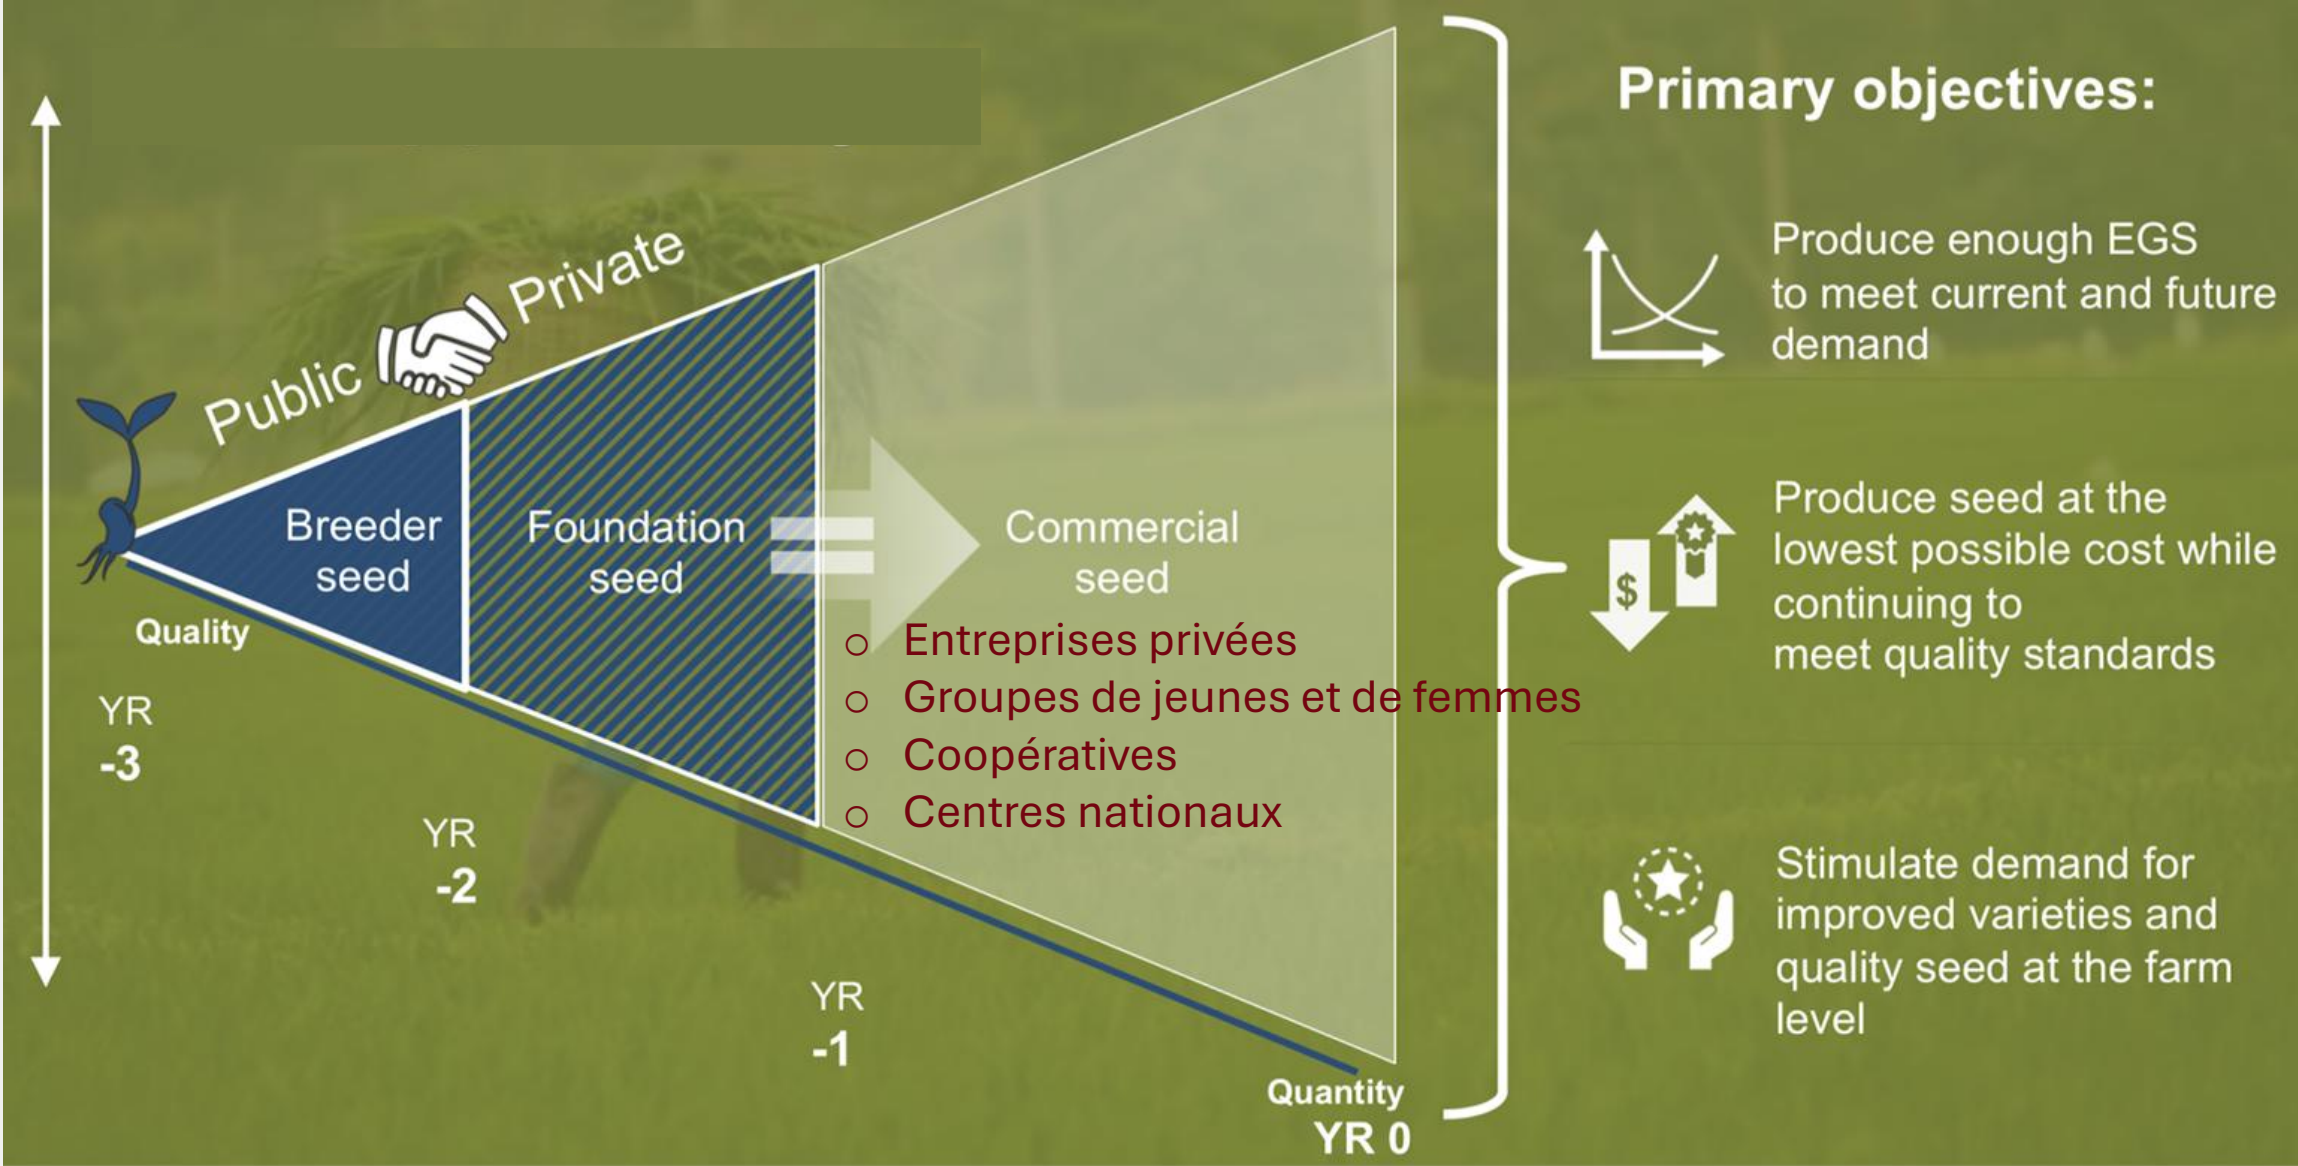 Public
Private
Breeder
seed
Foundation
seed
Commercial
seed
o Entreprises privées
o Groupes de jeunes et de femmes
o Coopératives
o Centres nationaux
Quality
YR
-3
YR
-2
YR
-1
Quantity
YR 0
Primary objectives:
Produce enough EGS
to meet current and future
demand
$
Produce seed at the
lowest possible cost while
continuing to
meet quality standards
Stimulate demand for
improved varieties and
quality seed at the farm
level